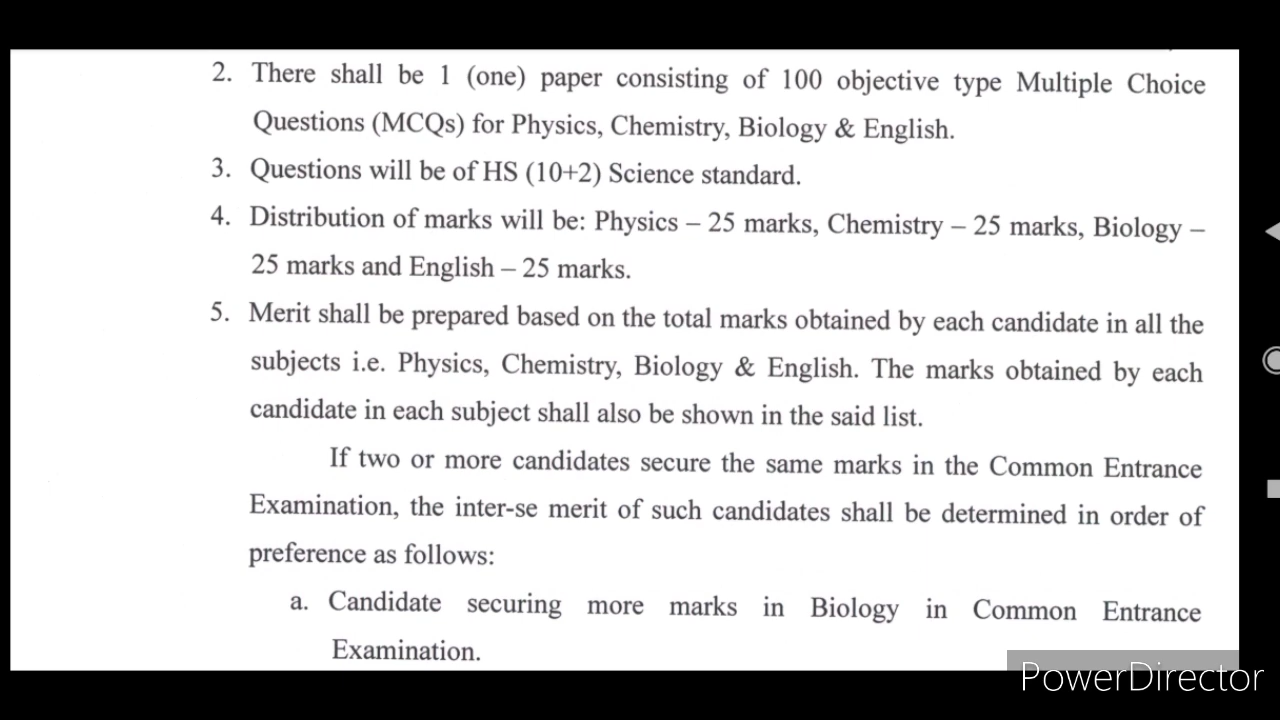 2. There shall be 1 (one) paper consisting of 100 objective type Multiple Choice
Questions (MCQs) for Physics, Chemistry, Biology & English.
3. Questions will be of HS (10+2) Science standard.
4. Distribution of marks will be: Physics – 25 marks, Chemistry – 25 marks, Biology –
25 marks and English – 25 marks.
5. Merit shall be prepared based on the total marks obtained by each candidate in all the
subjects i.e. Physics, Chemistry, Biology & English. The marks obtained by each
candidate in each subject shall also be shown in the said list.
If two or more candidates secure the same marks in the Common Entrance
Examination, the inter-se merit of such candidates shall be determined in order of
preference as follows:
a. Candidate securing more marks in Biology in Common Entrance
Examination.
PowerDirector